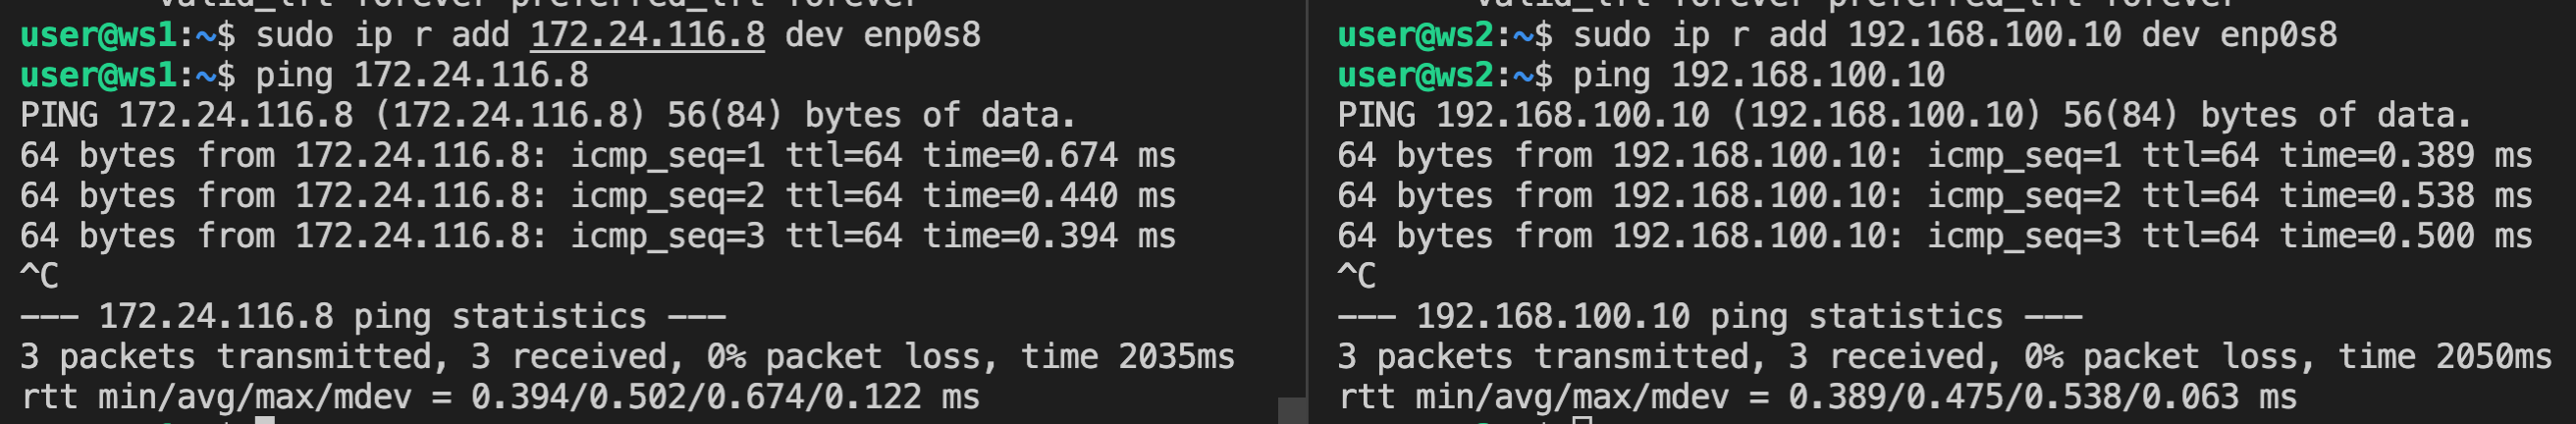 valid_lft forever preferred_lft forever
user@ws1:~$ sudo ip r add 172.24.116.8 dev enp0s8
user@ws1:~$ ping 172.24.116.8
PING 172.24.116.8 (172.24.116.8) 56(84) bytes of data.
64 bytes from 172.24.116.8: icmp_seq=1 ttl=64 time=0.674 ms
64 bytes from 172.24.116.8: icmp_seq=2 ttl=64 time=0.440 ms
64 bytes from 172.24.116.8: icmp_seq=3 ttl=64 time=0.394 ms
^C
--- 172.24.116.8 ping statistics ---
3 packets transmitted, 3 received, 0% packet loss, time 2035ms
rtt min/avg/max/mdev = 0.394/0.502/0.674/0.122 ms
valid_lft forever preferred_lft forever
user@ws2:~$ sudo ip r add 192.168.100.10 dev enp0s8
user@ws2:~$ ping 192.168.100.10
PING 192.168.100.10 (192.168.100.10) 56(84) bytes of data.
64 bytes from 192.168.100.10: icmp_seq=1 ttl=64 time=0.389 ms
64 bytes from 192.168.100.10: icmp_seq=2 ttl=64 time=0.538 ms
64 bytes from 192.168.100.10: icmp_seq=3 ttl=64 time=0.500 ms
^C
--- 192.168.100.10 ping statistics ---
3 packets transmitted, 3 received, 0% packet loss, time 2050ms
rtt min/avg/max/mdev = 0.389/0.475/0.538/0.063 ms